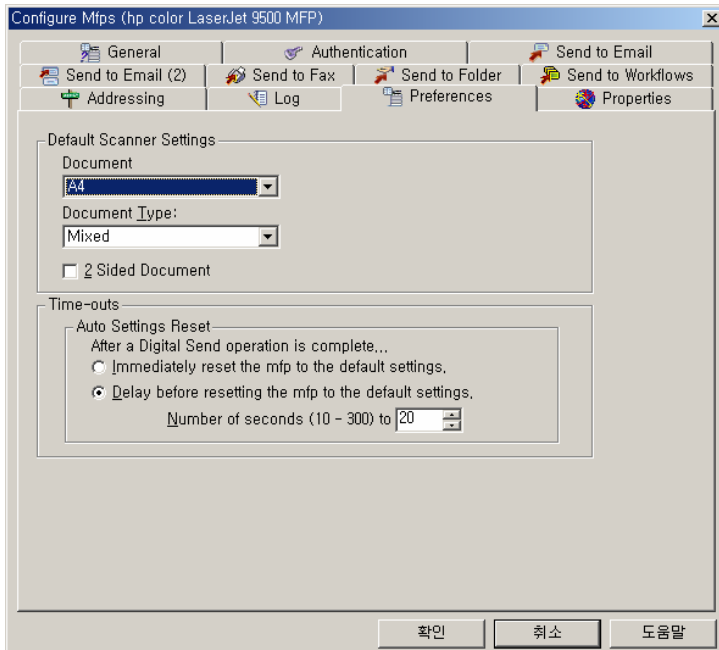 Configure Mfps (hp color LaserJet 9500 MFP)
General Authentication Send to Email
Send to Email (2) Send to Fax Send to Folder Send to Workflows
Addressing Log Preferences Properties
Default Scanner Settings
Document
A4
Document Type:
Mixed
2 Sided Document
Time-outs
Auto Settings Reset
After a Digital Send operation is complete...
Immediately reset the mfp to the default settings.
Delay before resetting the mfp to the default settings.
Number of seconds (10 - 300) to 20
확인 취소 도움말